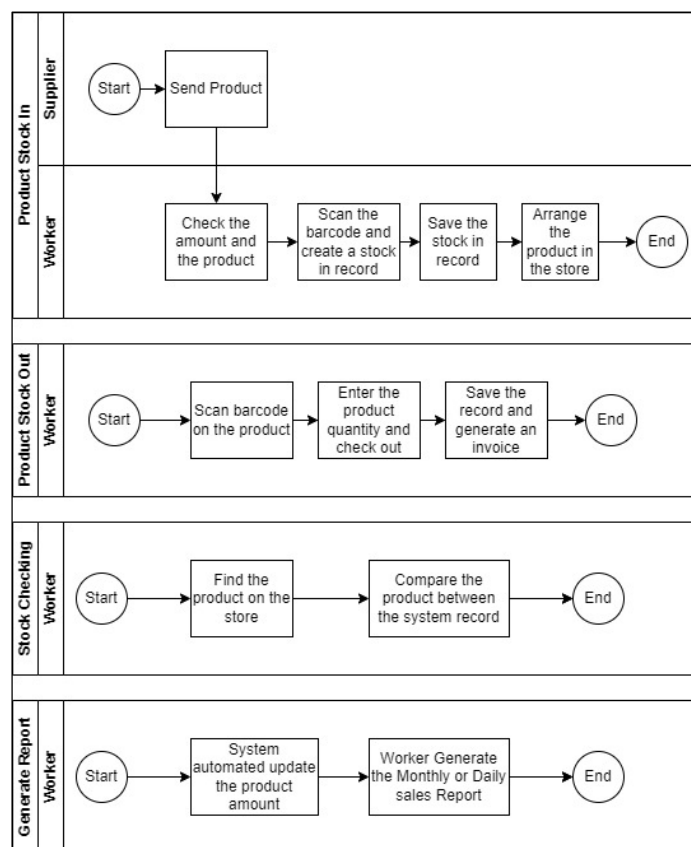 Product Stock In
Supplier
Start
Send Product
Worker
Check the
amount and
the product
Scan the
barcode and
create a stock
in record
Save the
stock in
record
Arrange
the
product in
the store
End
Product Stock Out
Worker
Start
Scan barcode
on the product
Enter the
product
quantity and
check out
Save the
record and
generate an
invoice
End
Stock Checking
Worker
Start
Find the
product on the
store
Compare the
product between
the system record
End
Generate Report
Worker
Start
System
automated update
the product
amount
Worker Generate
the Monthly or Daily
sales Report
End